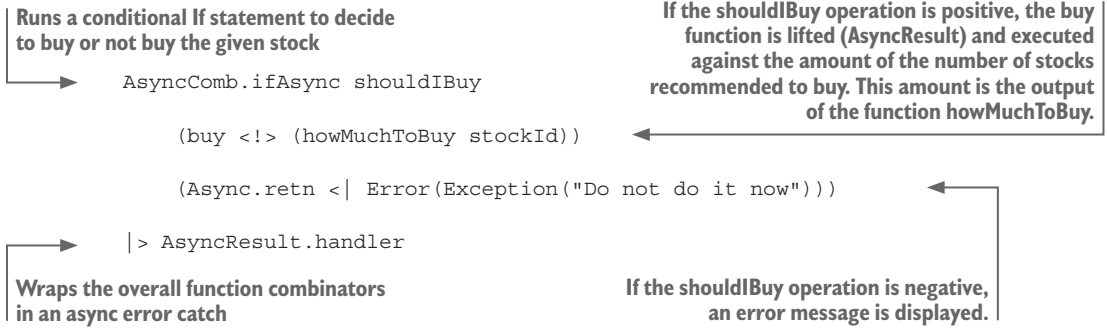 Runs a conditional If statement to decide
to buy or not buy the given stock
If the shouldIBuy operation is positive, the buy
function is lifted (AsyncResult) and executed
against the amount of the number of stocks
recommended to buy. This amount is the output
of the function howMuchToBuy.
AsyncComb.ifAsync shouldIBuy
(buy <!> (howMuchToBuy stockId))
(Async.retn <| Error(Exception("Do not do it now")))
|> AsyncResult.handler
Wraps the overall function combinators
in an async error catch
If the shouldIBuy operation is negative,
an error message is displayed.